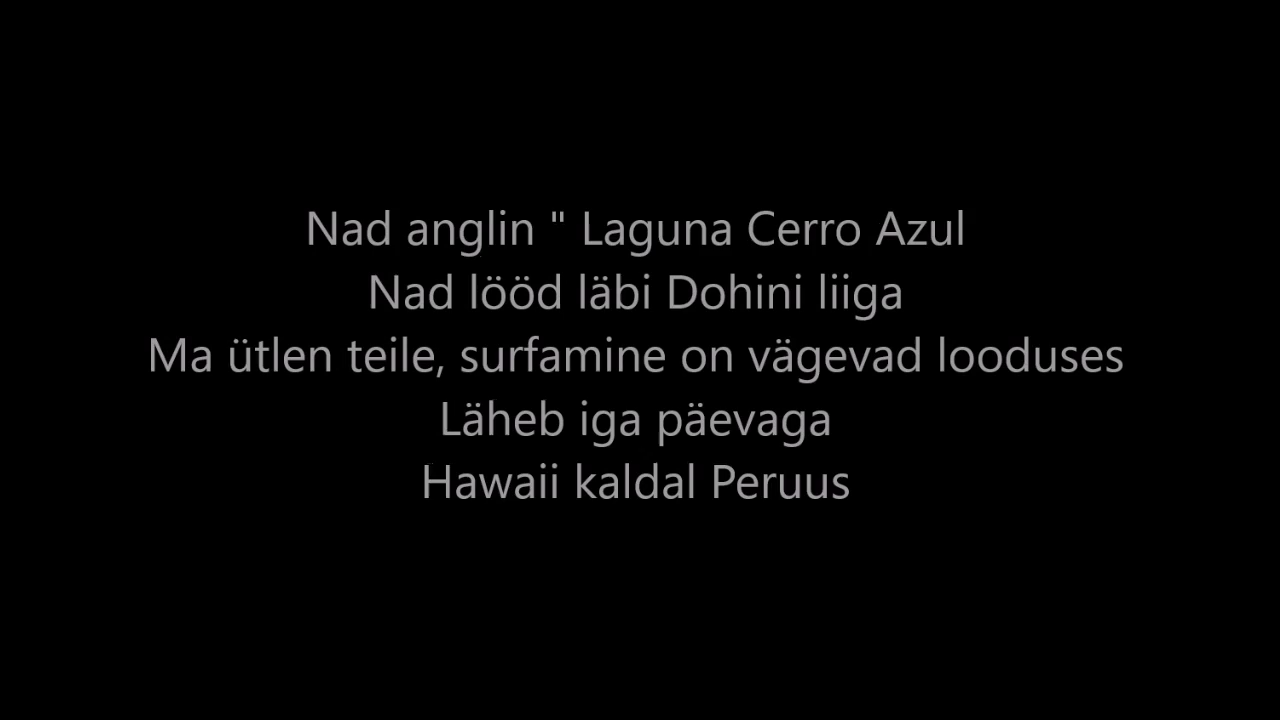 Nad anglin " Laguna Cerro Azul
Nad lööd läbi Dohini liiga
Ma ütlen teile, surfamine on vägevad looduses
Läheb iga päevaga
Hawaii kaldal Peruus